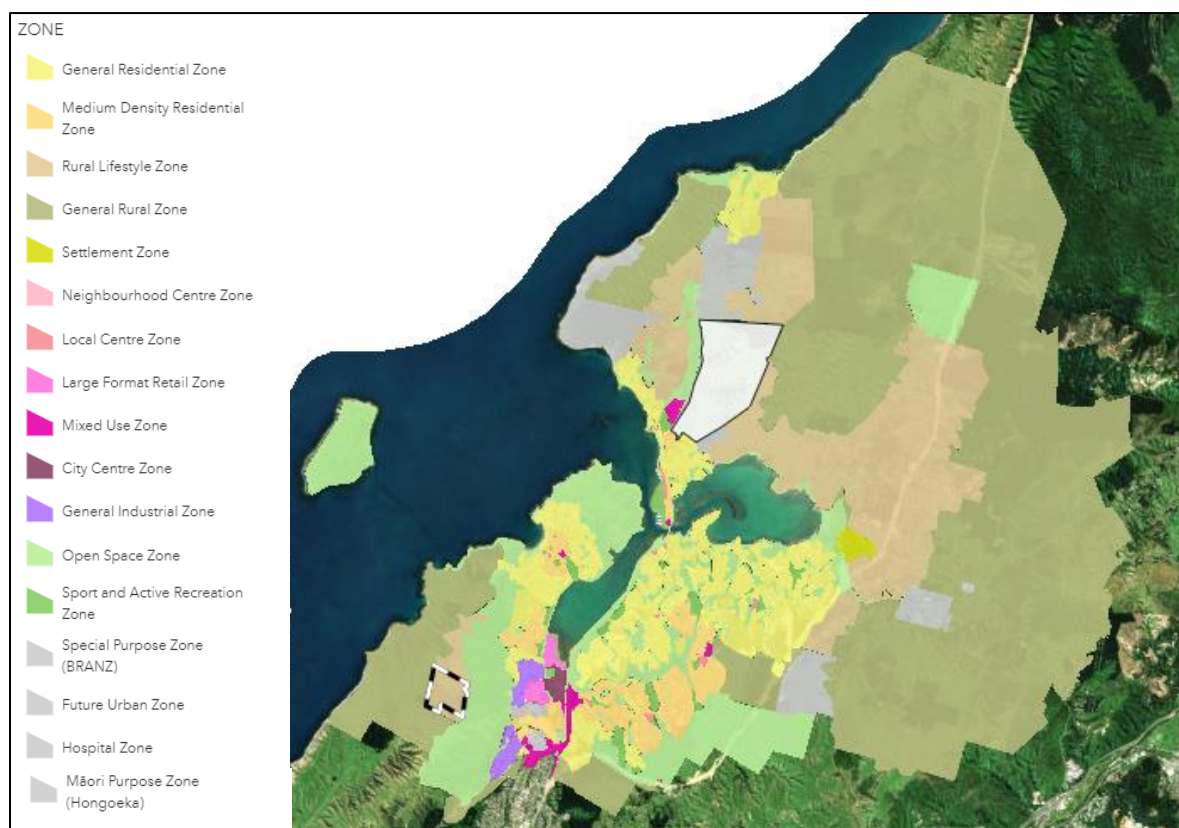 ZONE
General Residential Zone
Medium Density Residential
Zone
Rural Lifestyle Zone
General Rural Zone
Settlement Zone
Neighbourhood Centre Zone
Local Centre Zone
Large Format Retail Zone
Mixed Use Zone
City Centre Zone
General Industrial Zone
Open Space Zone
Sport and Active Recreation
Zone
Special Purpose Zone
(BRANZ)
Future Urban Zone
Hospital Zone
Māori Purpose Zone
(Hongoeka)